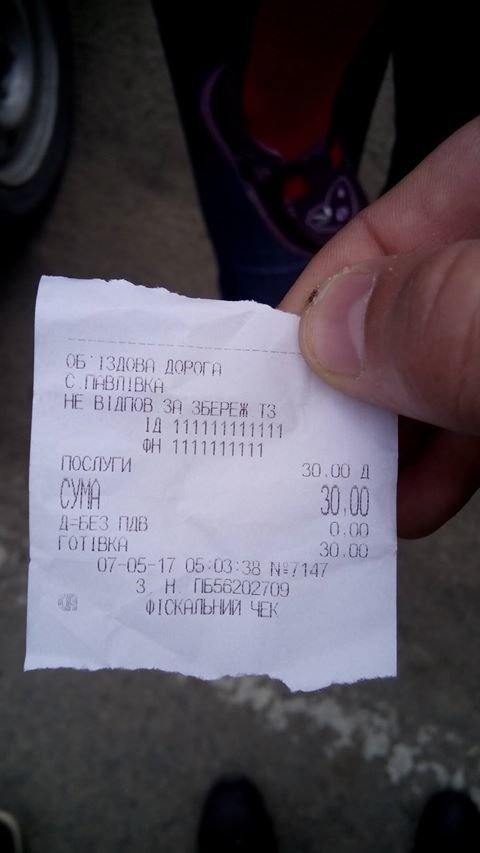 ОБ'ЇЗДОВА ДОРОГА
С.ПАВЛІВКА
НЕ ВІДПОВ ЗА ЗБЕРЕЖ.ТЗ
ІД 111111111111
ФН 1111111111
ПОСЛУГИ 30.00 Д
СУМА 30.00
Д=БЕЗ ПДВ 0.00
ГОТІВКА 30.00
07-05-17 05:03:38 №7147
З.Н. ПБ56202709
ФІСКАЛЬНИЙ ЧЕК